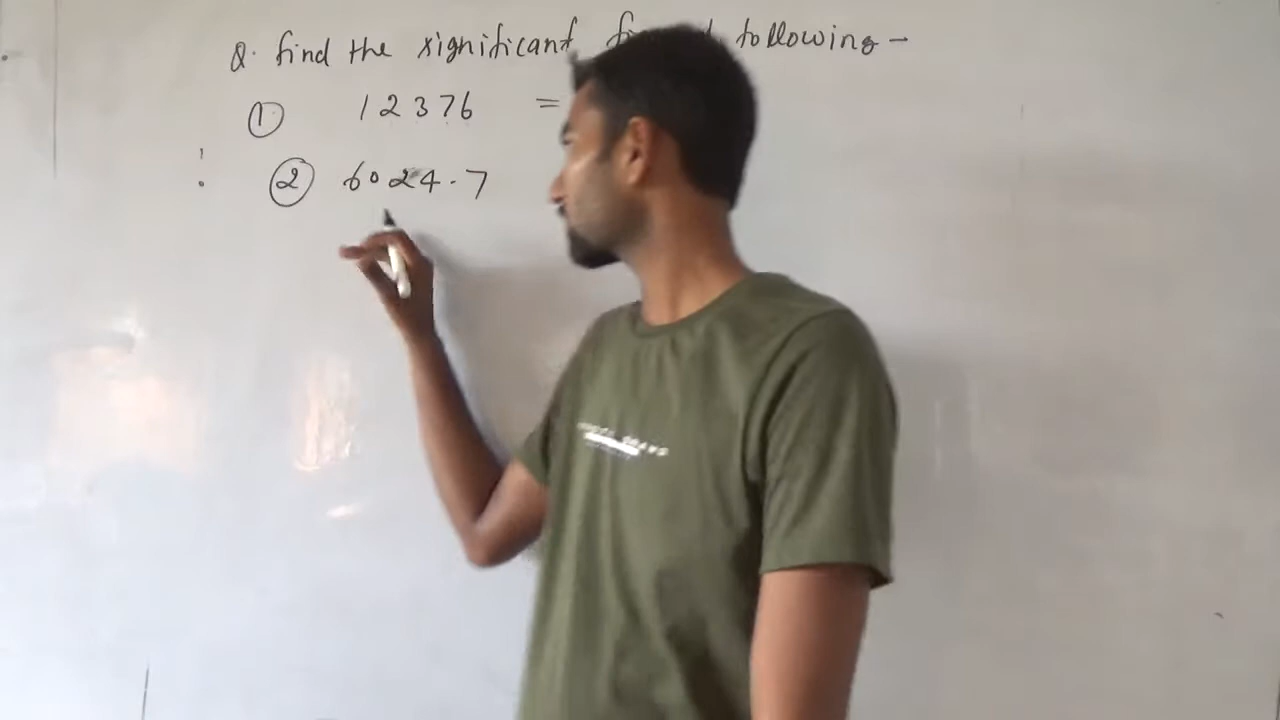 Q. find the significant following -
① 12376 =
② 6024.7